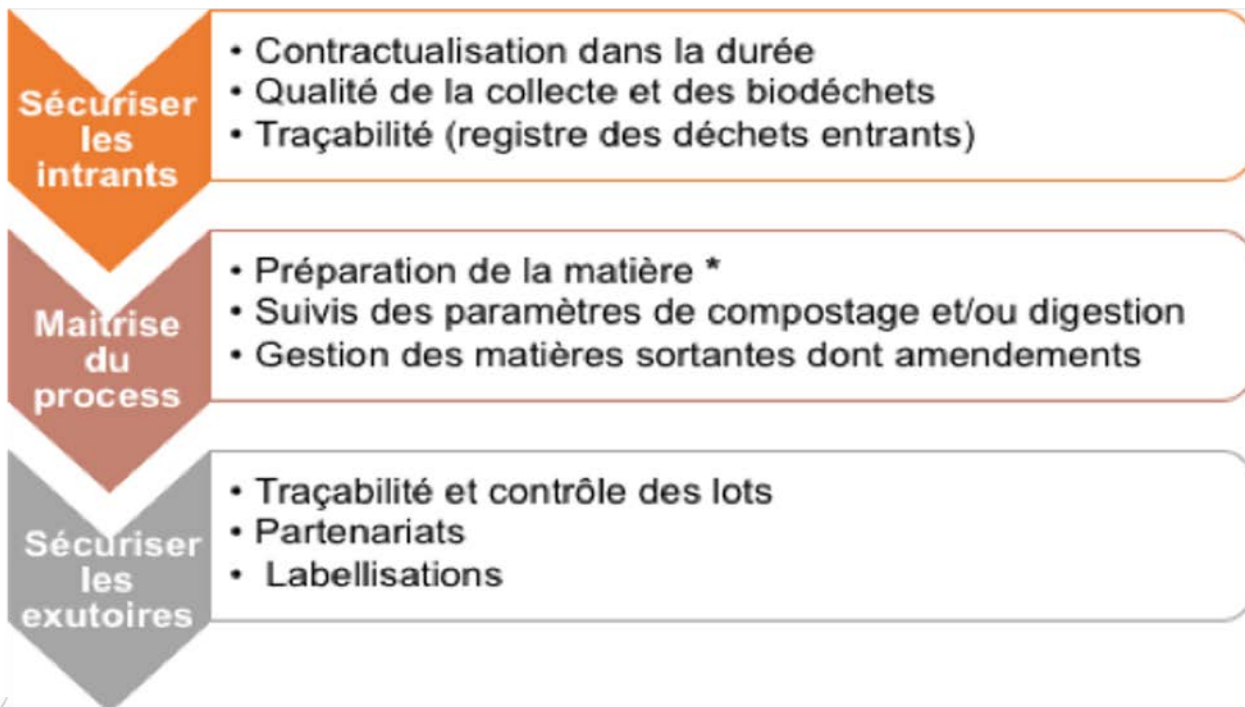 Sécuriser
les
intrants
• Contractualisation dans la durée
• Qualité de la collecte et des biodéchets
• Traçabilité (registre des déchets entrants)
Maitrise
du
process
• Préparation de la matière *
• Suivis des paramètres de compostage et/ou digestion
• Gestion des matières sortantes dont amendements
Sécuriser
les
exutoires
• Traçabilité et contrôle des lots
• Partenariats
• Labellisations